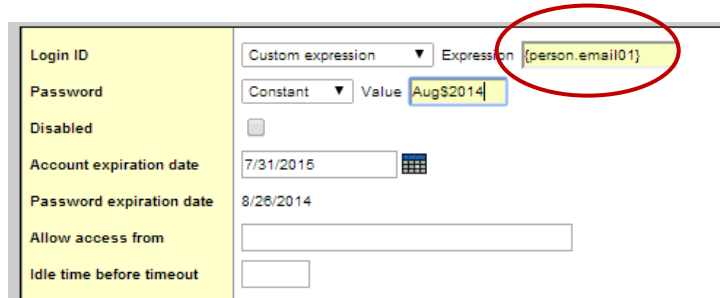 Login ID Custom expression Expression {person.email01}
Password Constant Value Aug$2014
Disabled
Account expiration date 7/31/2015
Password expiration date 8/26/2014
Allow access from
Idle time before timeout